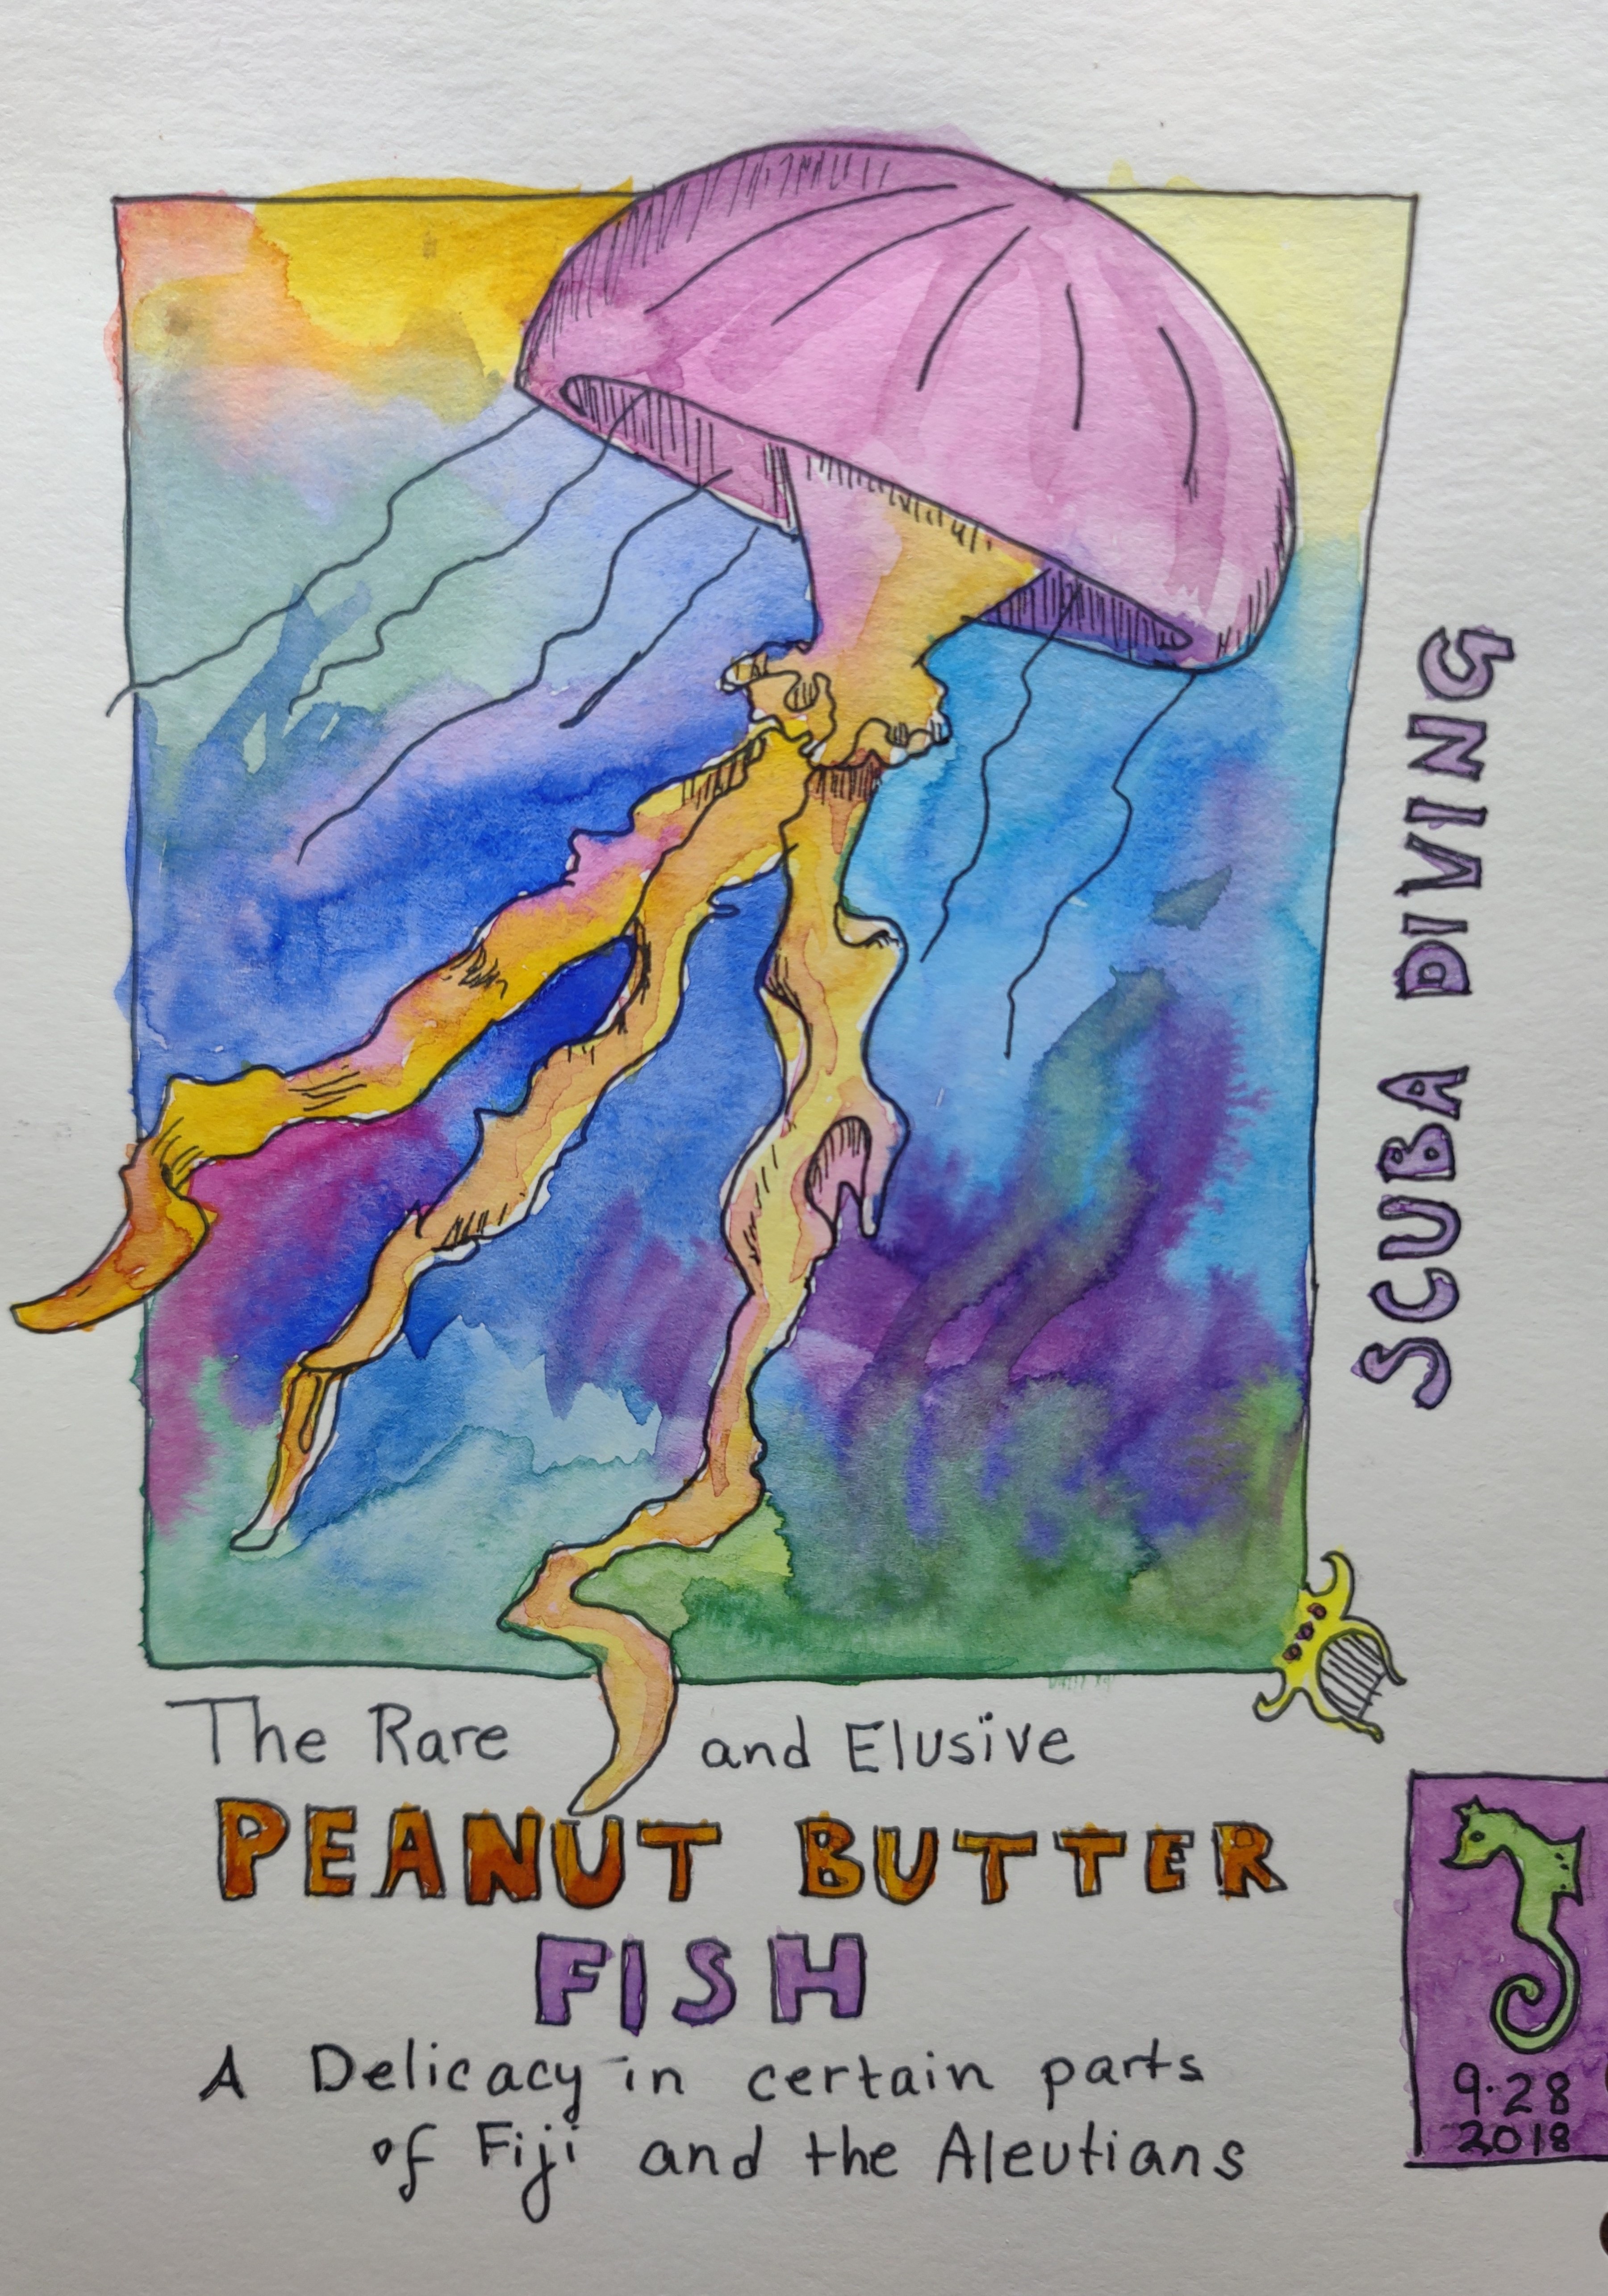 SCUBA DIVING
The Rare and Elusive
PEANUT BUTTER
FISH
A Delicacy in certain parts
of Fiji and the Aleutians
9.28
2018